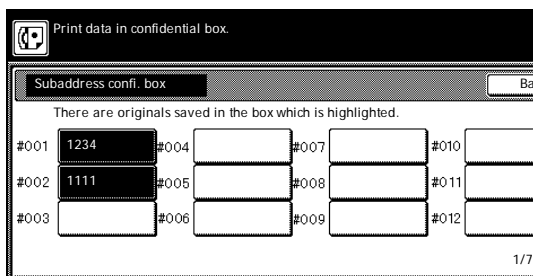 Print data in confidential box.
Subaddress confi. box Ba
There are originals saved in the box which is highlighted.
#001 1234 #004 #007 #010
#002 1111 #005 #008 #011
#003 #006 #009 #012
1/7